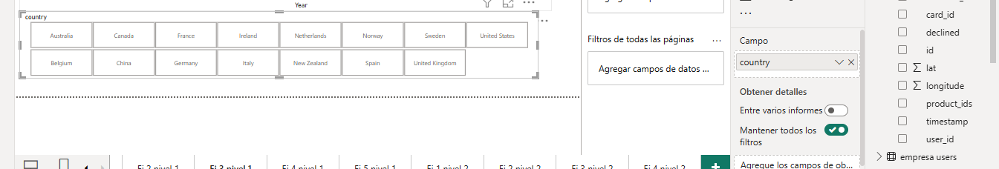 Year
country
Australia
Canada
France
Ireland
Netherlands
Norway
Sweden
United States
Belgium
China
Germany
Italy
New Zealand
Spain
United Kingdom
Filtros de todas las páginas
Agregar campos de datos ...
Campo
country
Obtener detalles
Entre varios informes
Mantener todos los
filtros
Agregue los campos de ob...
card_id
declined
id
lat
longitude
product_ids
timestamp
user_id
empresa users
Ej 2 nivel 1
Ej 3 nivel 1
Ej 4 nivel 1
Ej 5 nivel 1
Ej 1 nivel 2
Ej 2 nivel 2
Ej 3 nivel 2
Ej 4 nivel 2